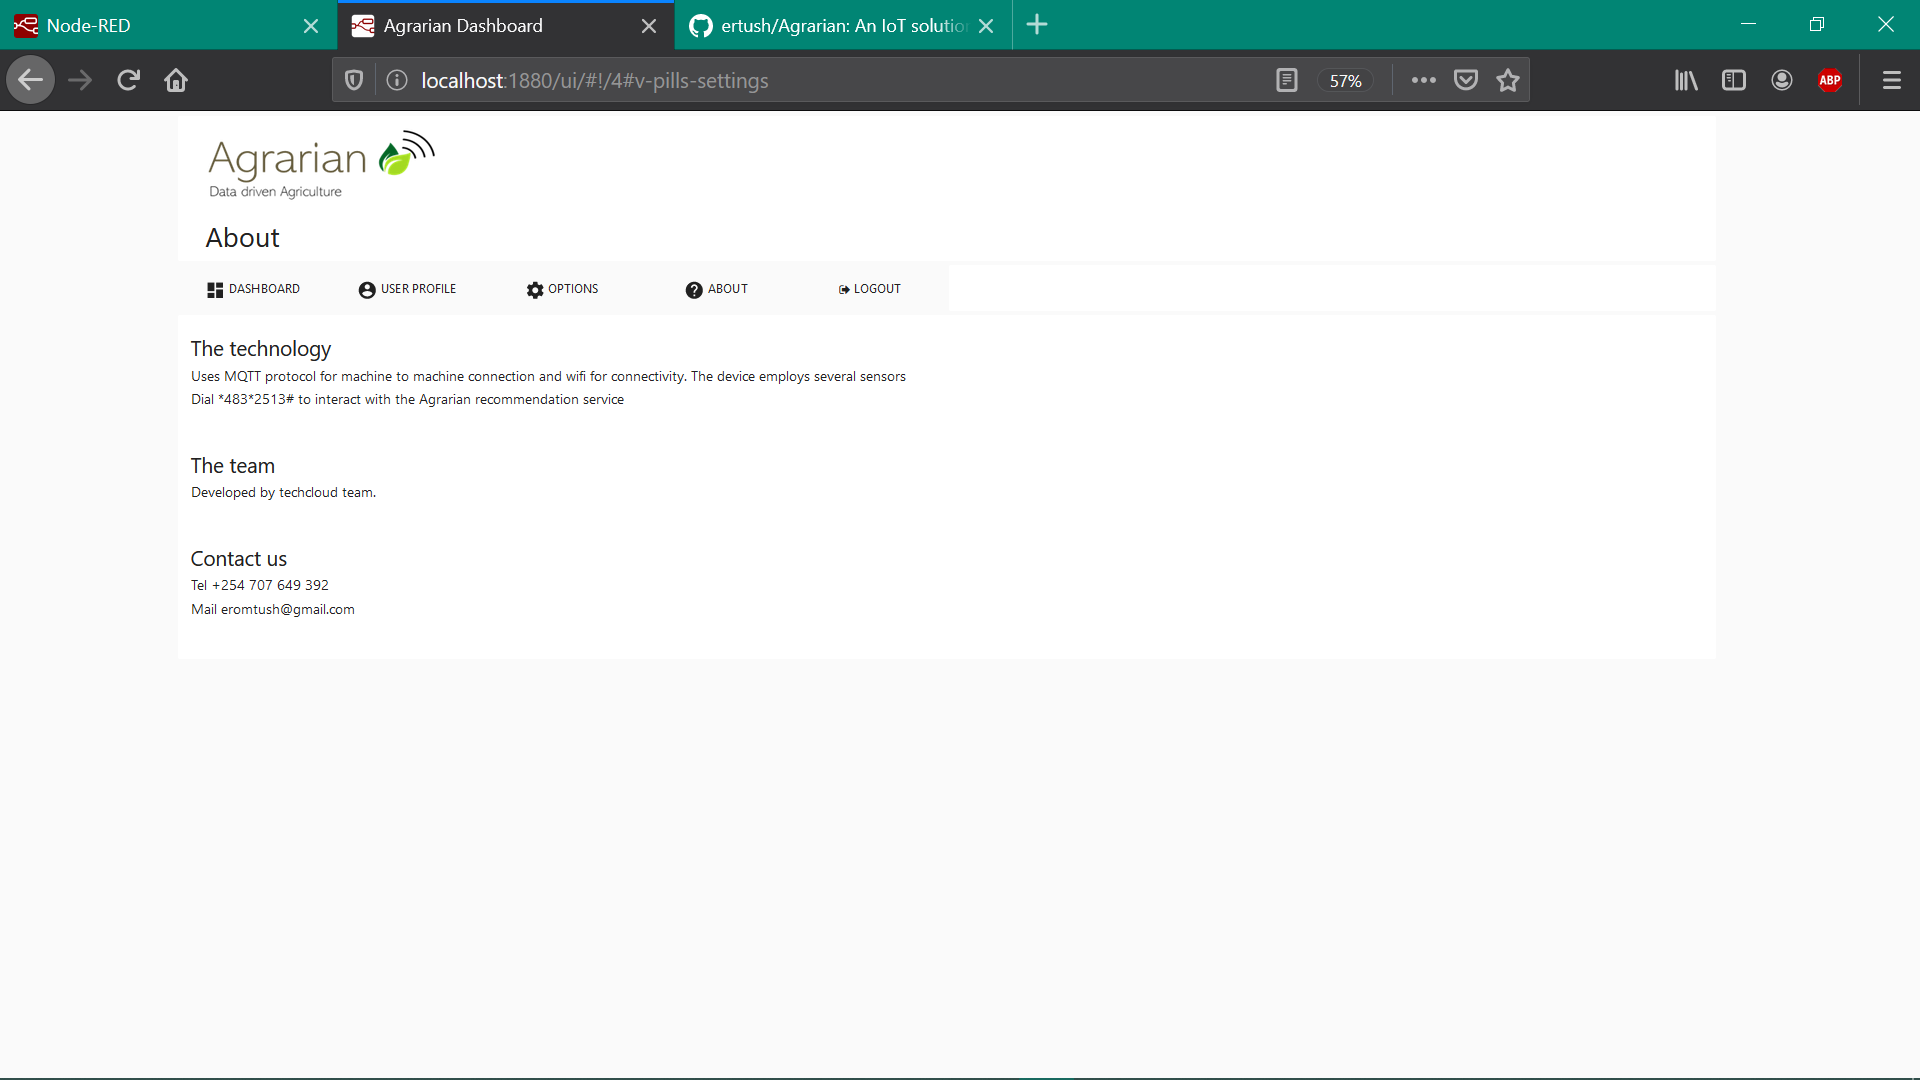 Node-RED
Agrarian Dashboard
ertush/Agrarian: An IoT solutio
localhost:1880/ui/#!/4#v-pills-settings
57%
ABP
Agrarian
Data driven Agriculture
About
DASHBOARD
USER PROFILE
OPTIONS
ABOUT
LOGOUT
The technology
Uses MQTT protocol for machine to machine connection and wifi for connectivity. The device employs several sensors
Dial *483*2513# to interact with the Agrarian recommendation service
The team
Developed by techcloud team.
Contact us
Tel +254 707 649 392
Mail eromtush@gmail.com